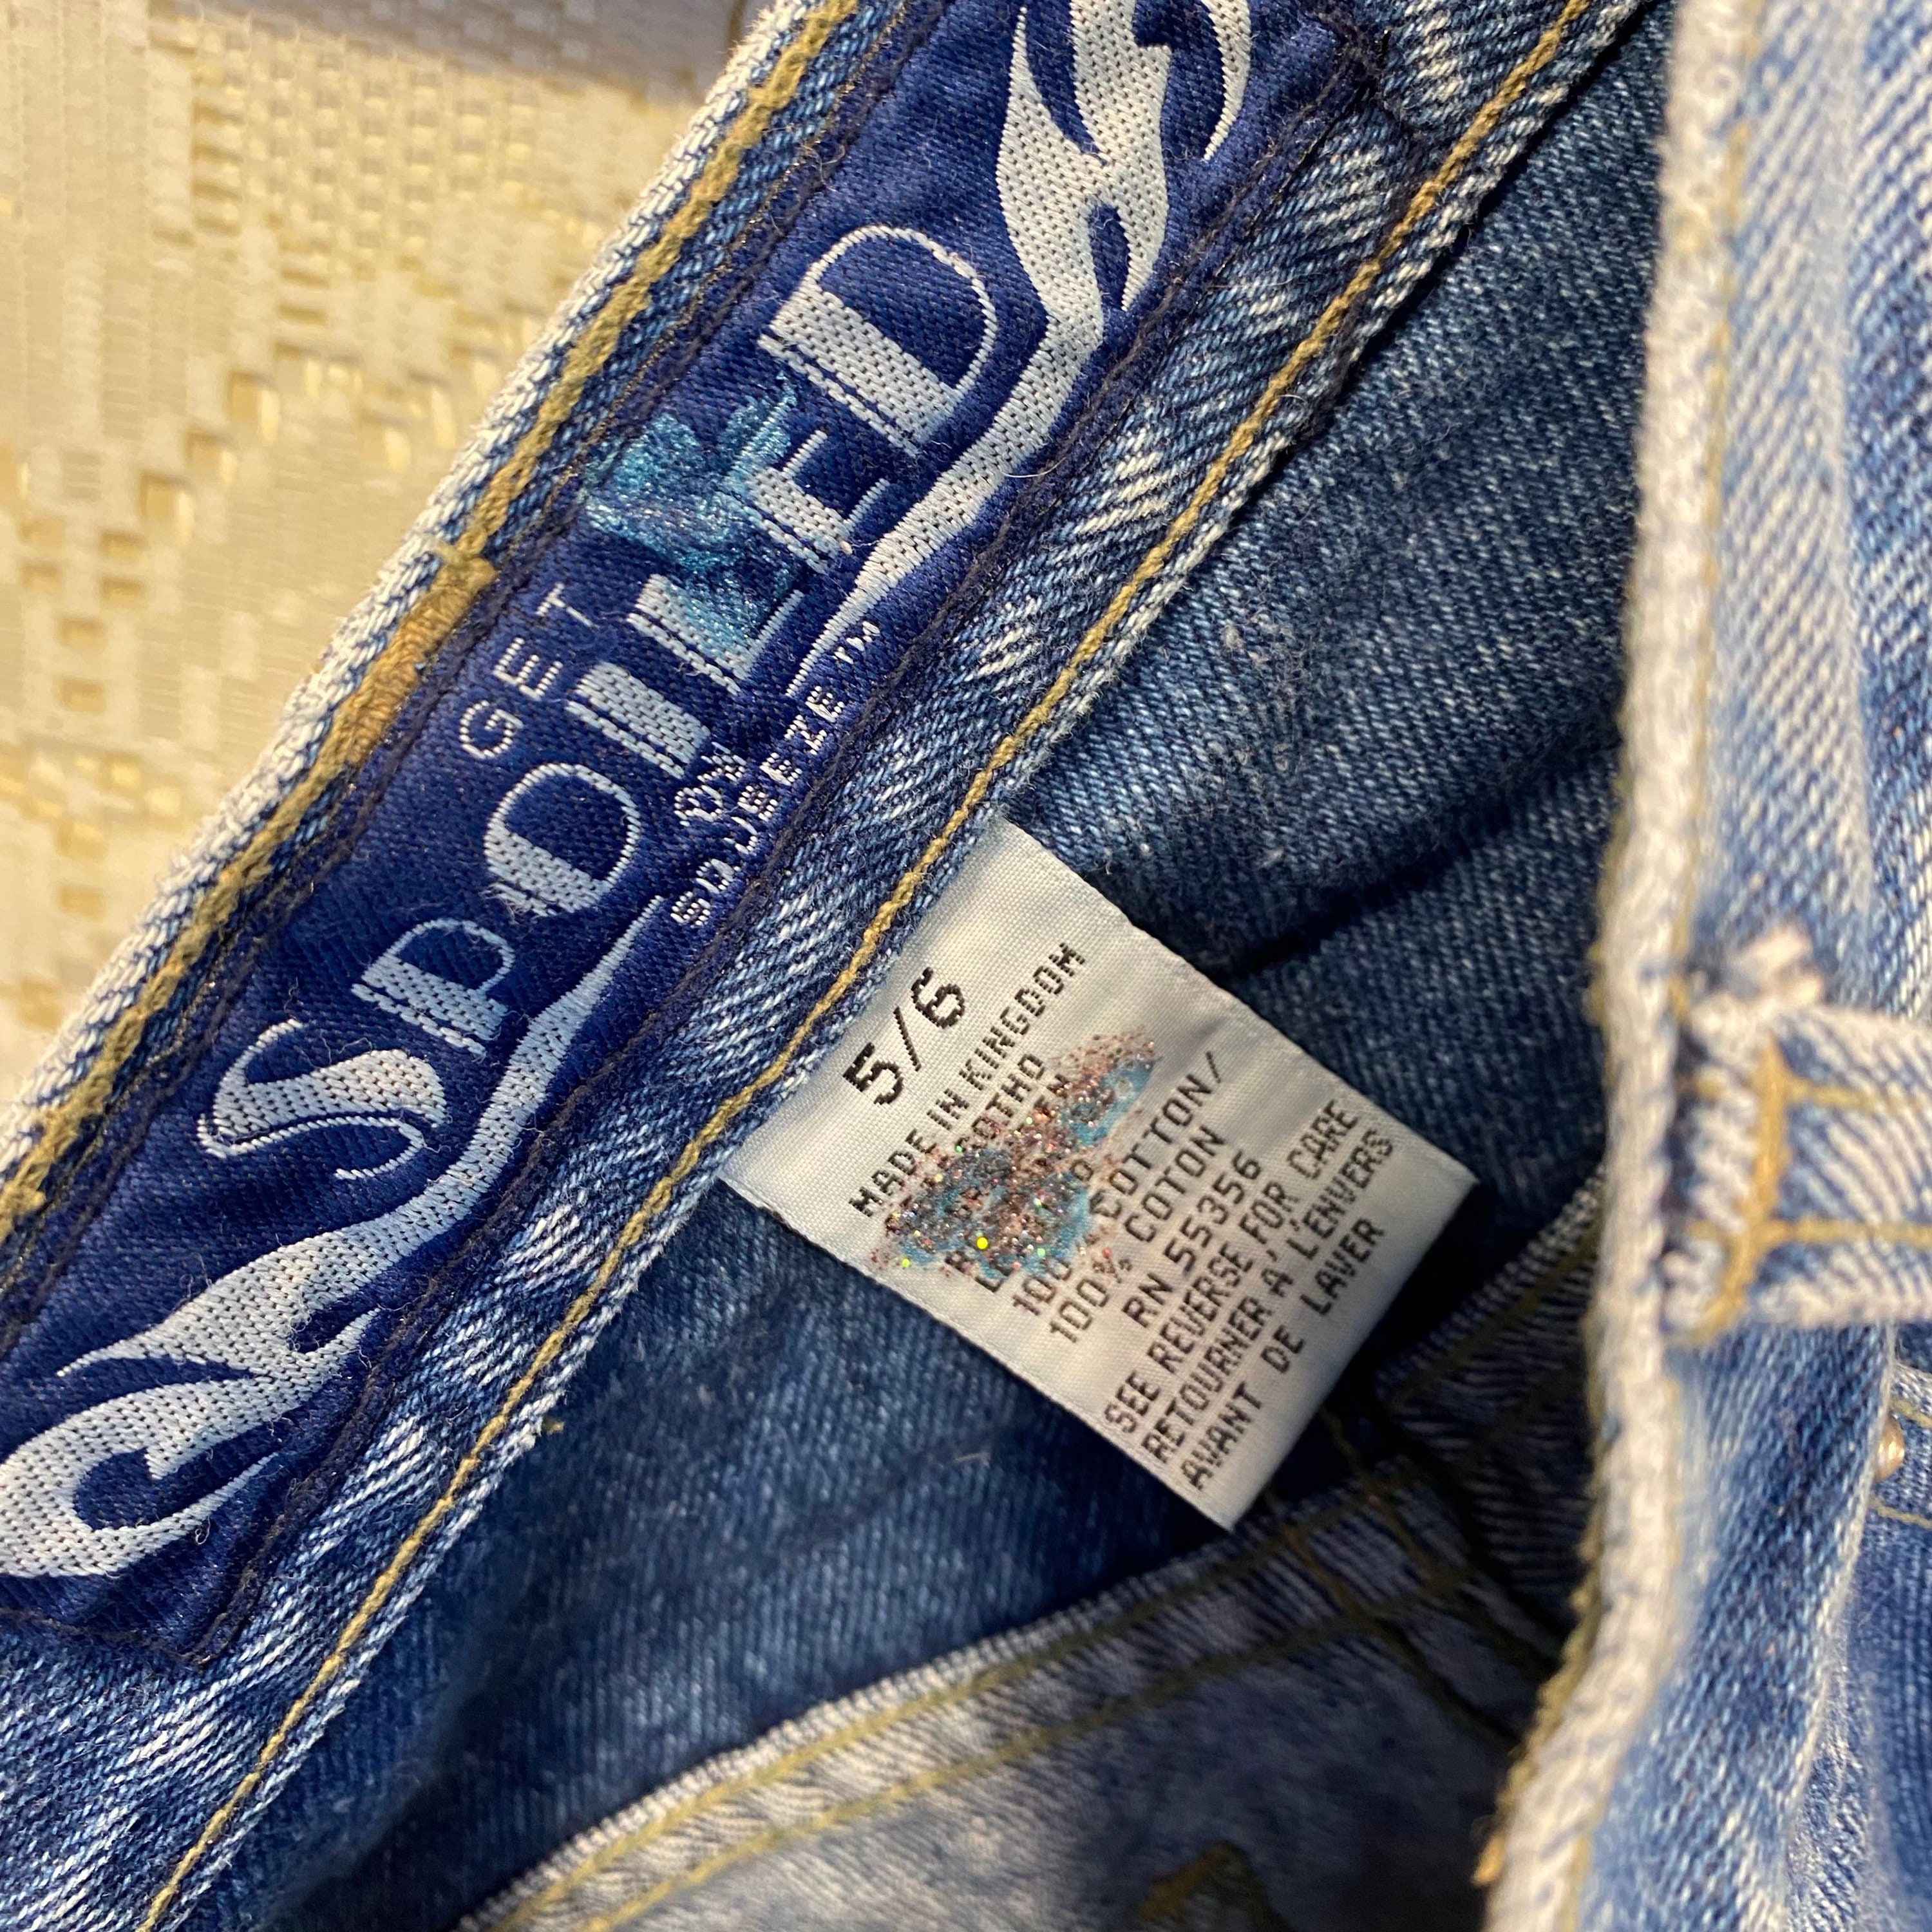 GET
SPOILED
BY
SQUEEZE™
5/6
MADE IN KINGDOM
100% COTTON/
100% COTON
RN 55356
SEE REVERSE FOR CARE
RETOURNER A L'ENVERS
AVANT DE LAVER